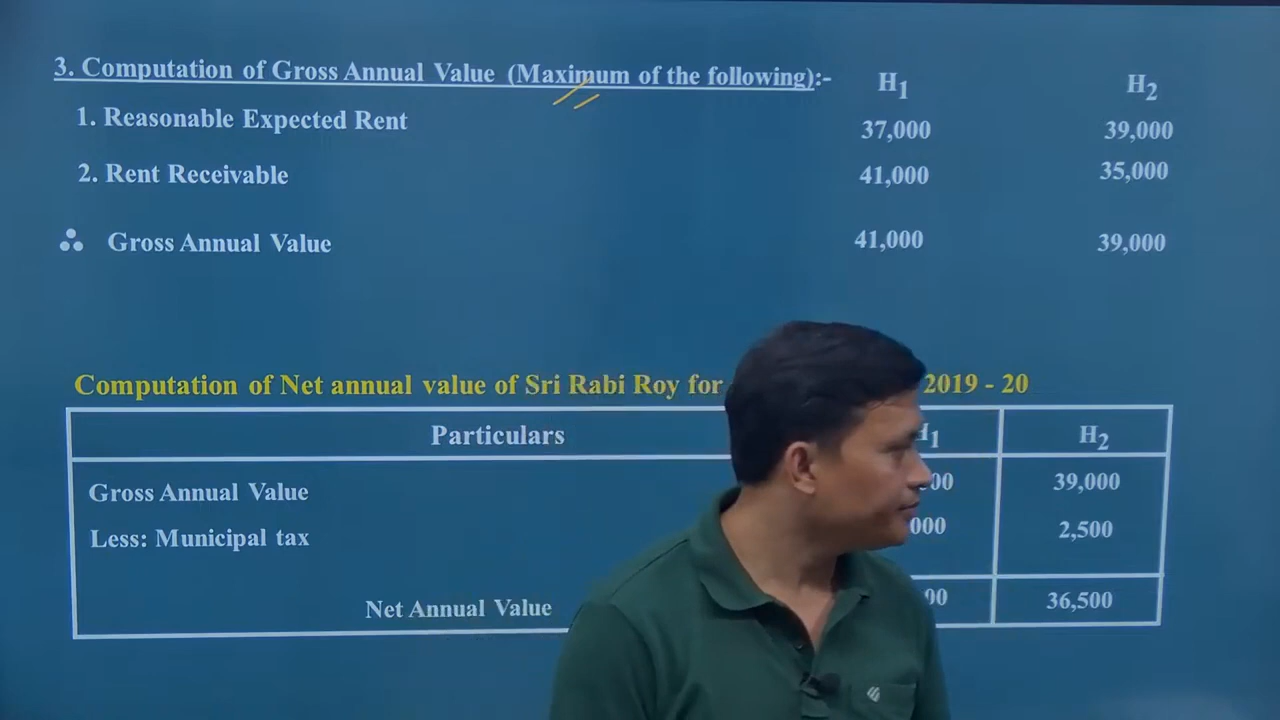 3. Computation of Gross Annual Value (Maximum of the following):- H1 H2
1. Reasonable Expected Rent 37,000 39,000
2. Rent Receivable 41,000 35,000
∴ Gross Annual Value 41,000 39,000
Computation of Net annual value of Sri Rabi Roy for 2019 - 20
Particulars H1 H2
Gross Annual Value 39,000
Less: Municipal tax 2,500
Net Annual Value 36,500